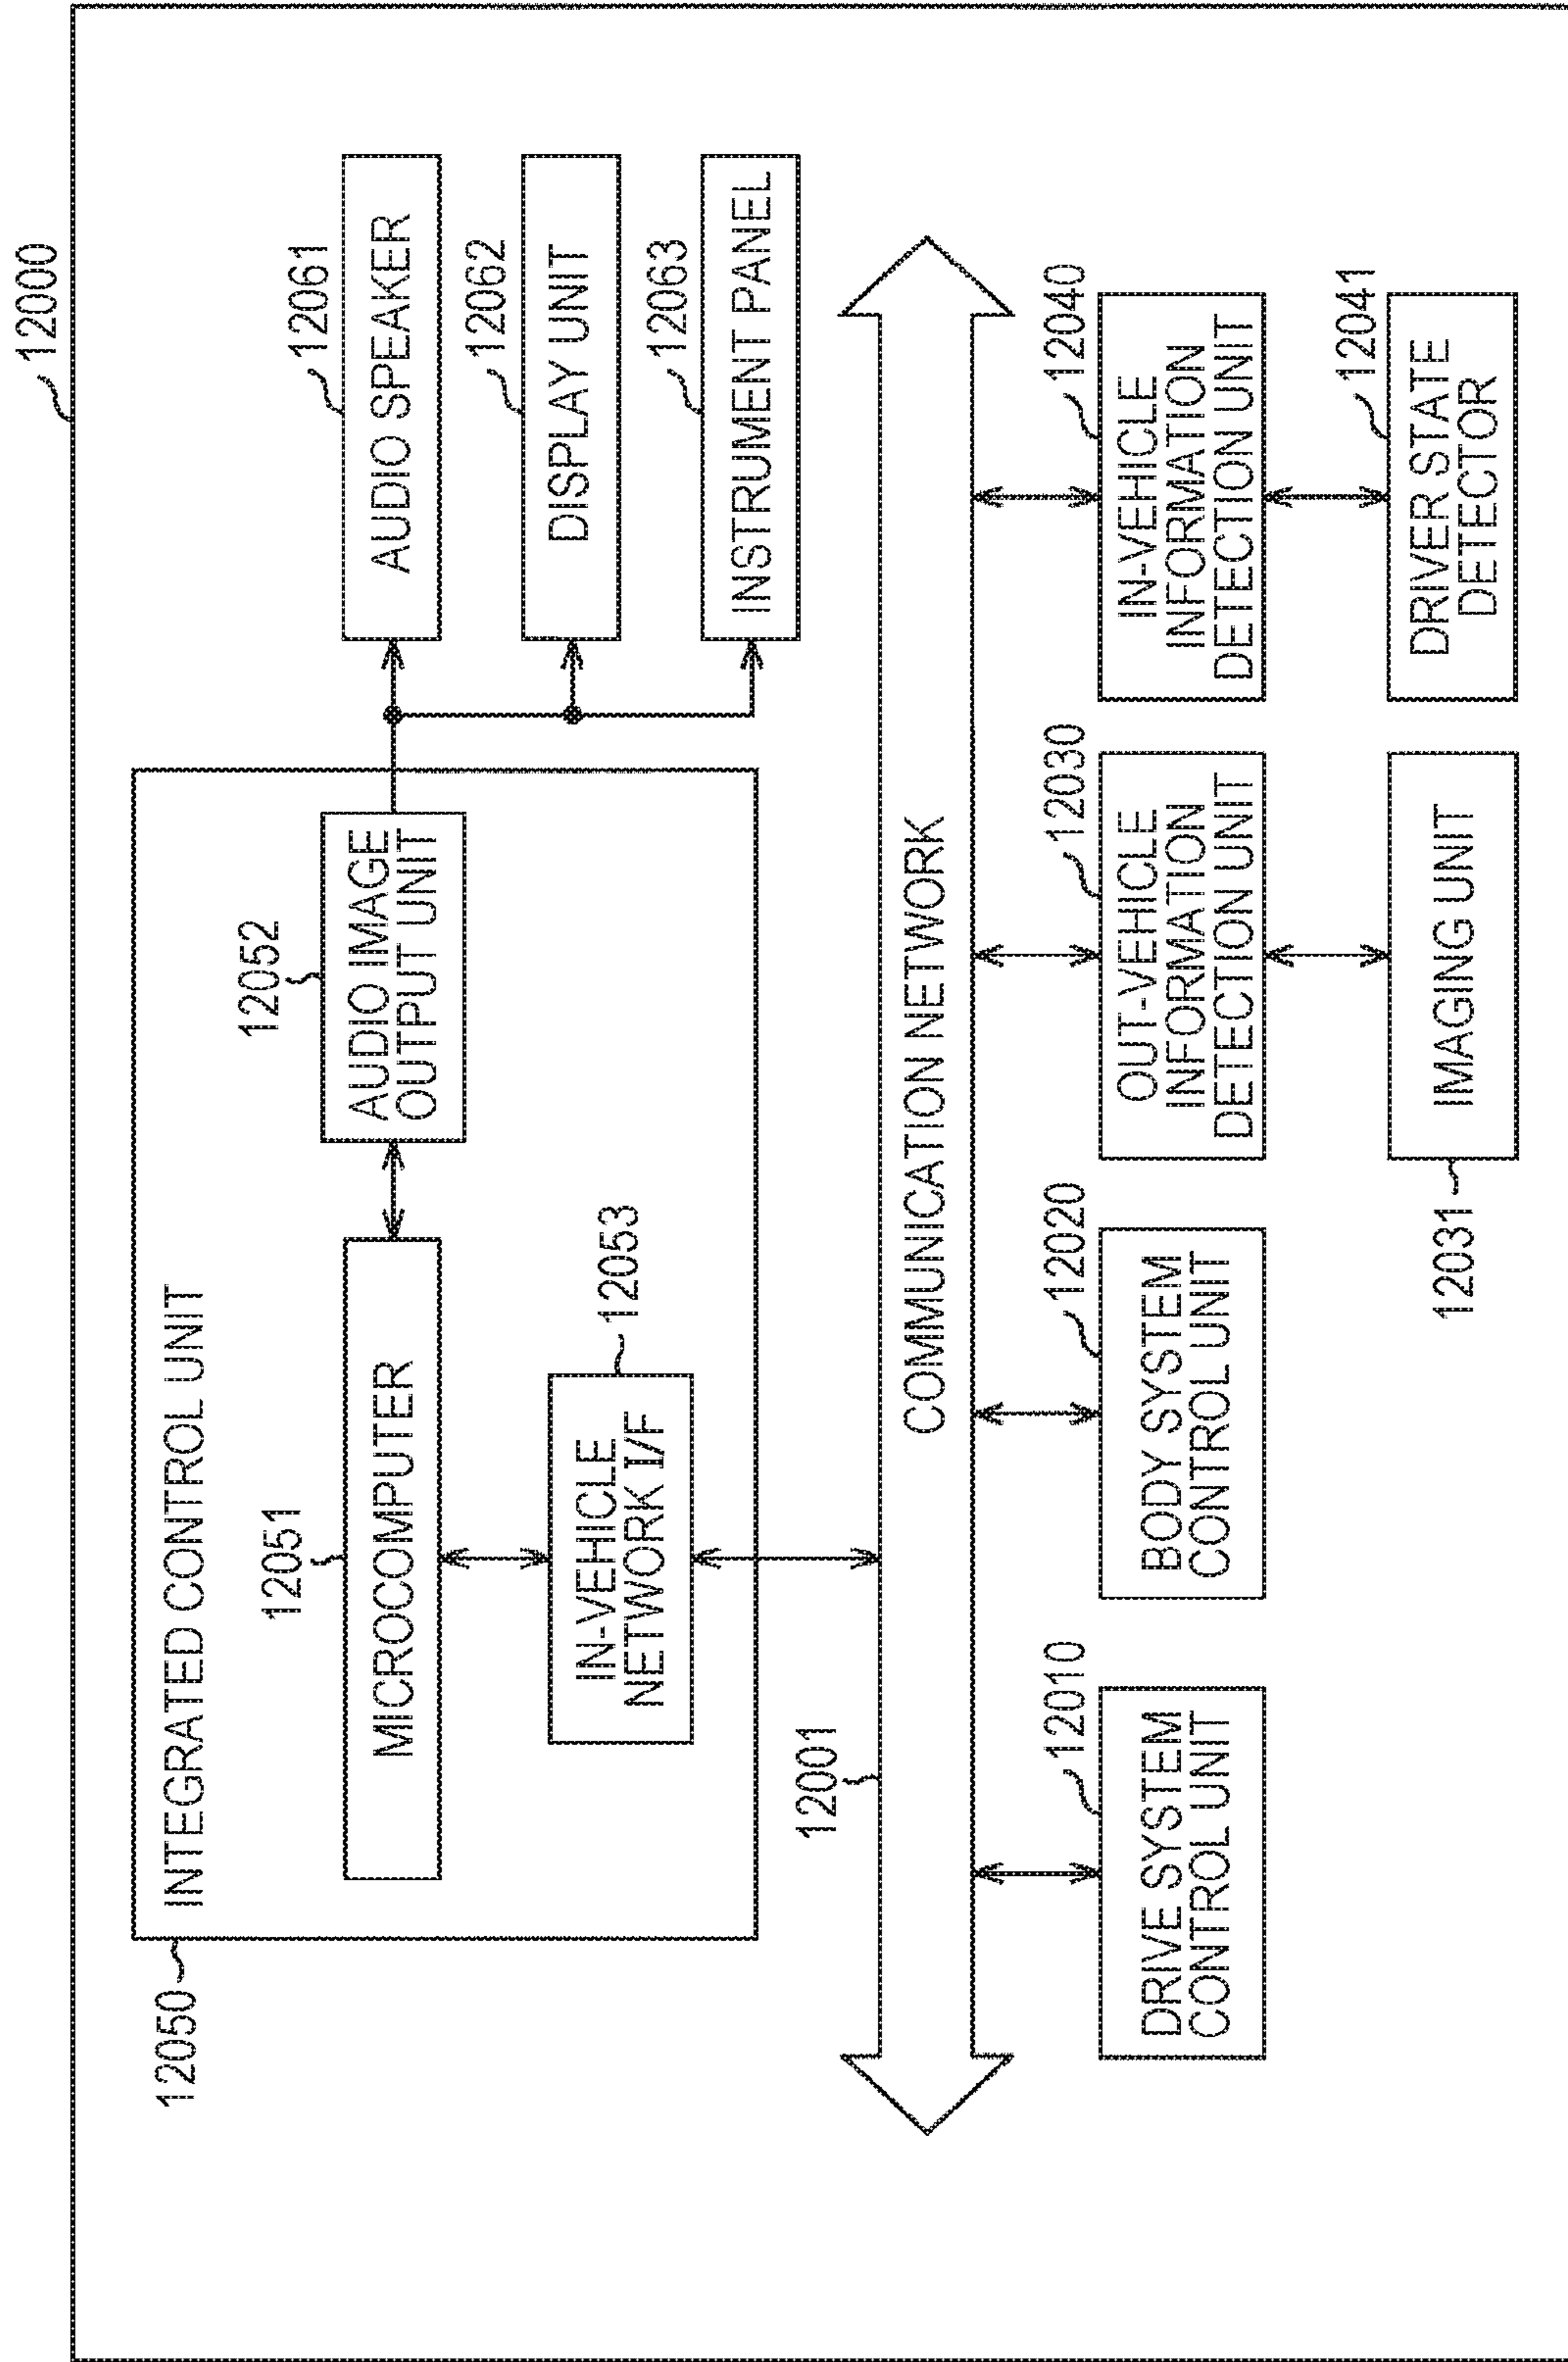 12000
12050
INTEGRATED CONTROL UNIT
12051
MICROCOMPUTER
12052
AUDIO IMAGE
OUTPUT UNIT
12053
IN-VEHICLE
NETWORK I/F
12061
AUDIO SPEAKER
12062
DISPLAY UNIT
12063
INSTRUMENT PANEL
12001
COMMUNICATION NETWORK
12010
DRIVE SYSTEM
CONTROL UNIT
12020
BODY SYSTEM
CONTROL UNIT
12030
OUT-VEHICLE
INFORMATION
DETECTION UNIT
12040
IN-VEHICLE
INFORMATION
DETECTION UNIT
12031
IMAGING UNIT
12041
DRIVER STATE
DETECTOR